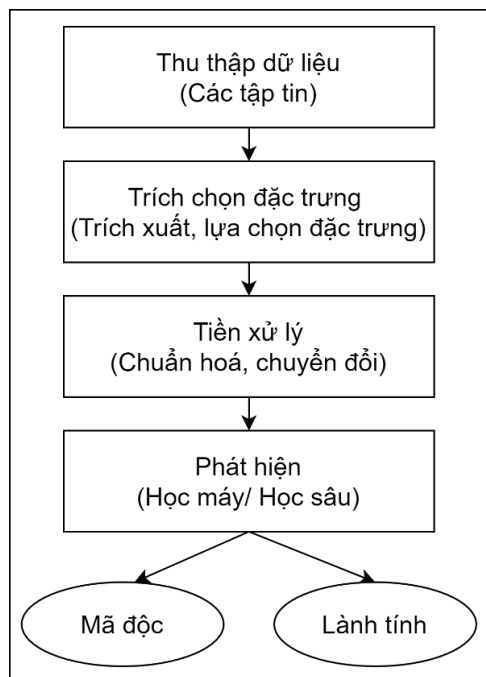 Thu thập dữ liệu
(Các tập tin)
Trích chọn đặc trưng
(Trích xuất, lựa chọn đặc trưng)
Tiền xử lý
(Chuẩn hoá, chuyển đổi)
Phát hiện
(Học máy/ Học sâu)
Mã độc
Lành tính